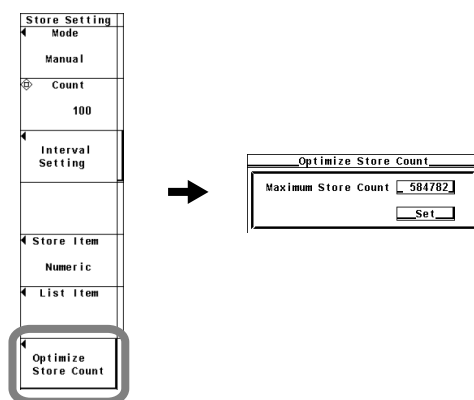 Store Setting
Mode
Manual
Count
100
Interval
Setting
Store Item
Numeric
List Item
Optimize
Store Count
Optimize Store Count
Maximum Store Count 584782
Set